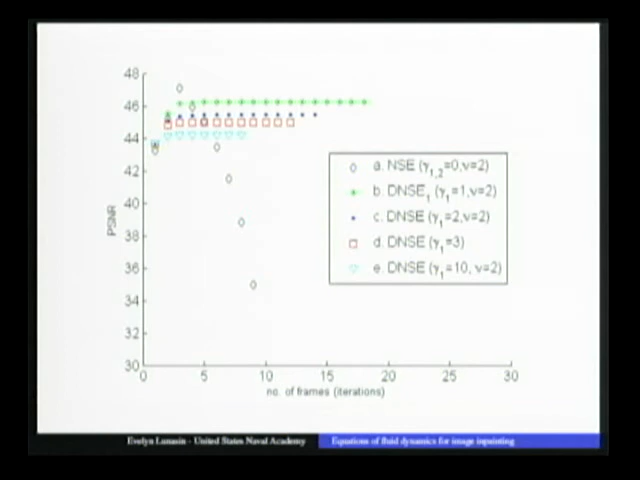 48
46
44
42
40
38
36
34
32
30
PSNR
0 5 10 15 20 25 30
no. of frames (iterations)
a. NSE (γ1,2=0,ν=2)
b. DNSE1 (γ1=1,ν=2)
c. DNSE (γ1=2,ν=2)
d. DNSE (γ1=3)
e. DNSE (γ1=10, ν=2)
Evelyn Lunasin - United States Naval Academy Equations of fluid dynamics for image inpainting